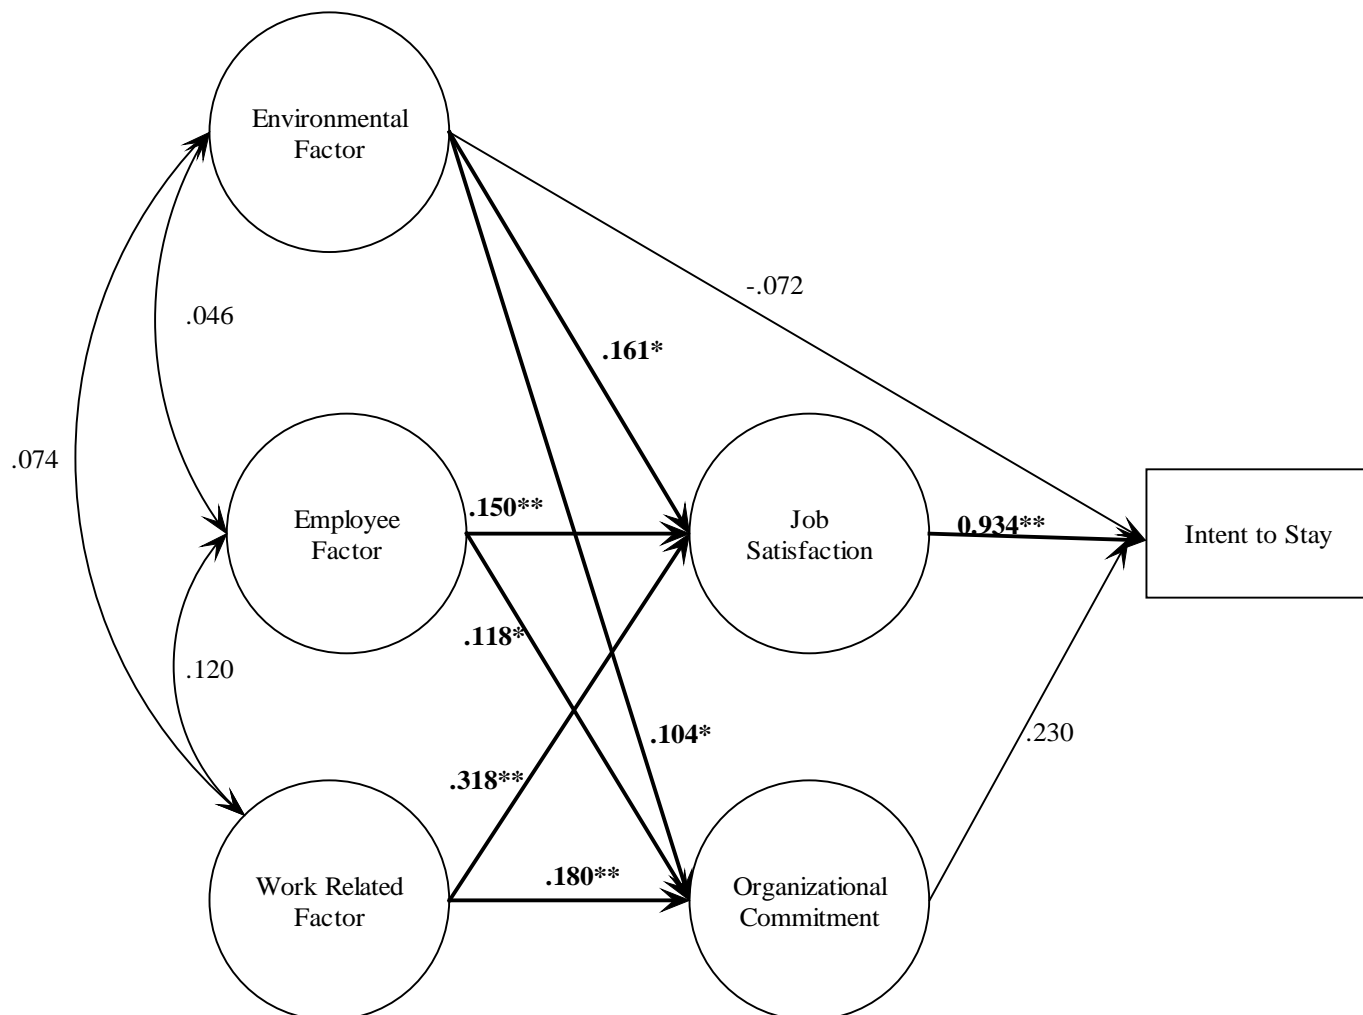 Environmental
Factor
-.072
.046
.161*
.074
Employee
Factor
.150**
Job
Satisfaction
0.934**
Intent to Stay
.118*
.120
.104*
.230
.318**
Work Related
Factor
.180**
Organizational
Commitment